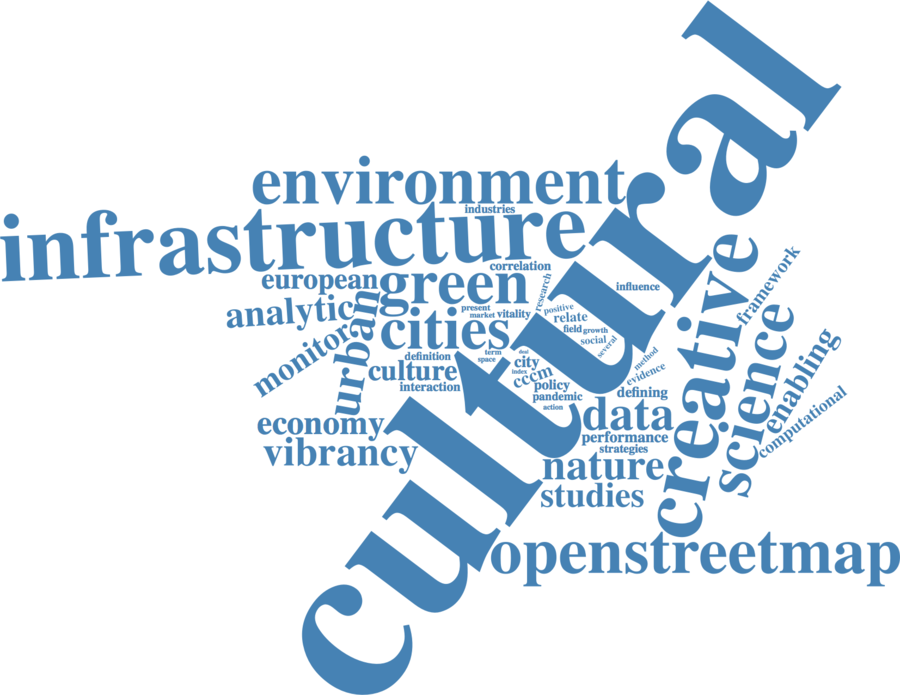 cultural
environment
industries
infrastructure
correlation
european
green
research
influence
creative
framework
analytic
urban
present
market
vitality
positive
relate
field
growth
social
several
cities
monitor
definition
term
space
dual
city
index
cccm
method
evidence
culture
interaction
policy
pandemic
action
defining
science
enabling
computational
economy
vibrancy
data
performance
strategies
nature
studies
openstreetmap